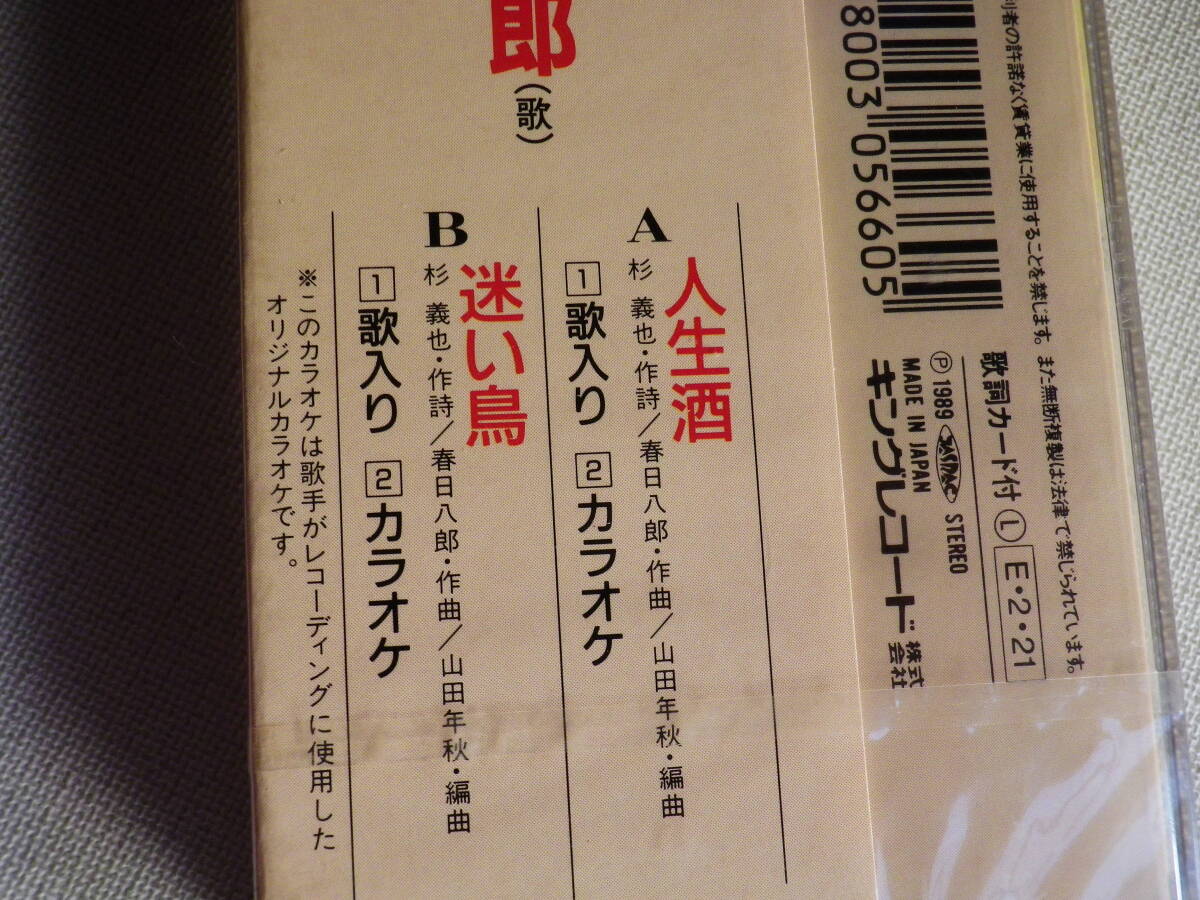 郎(歌)
A
人生酒
杉 義也・作詩/春日八郎・作曲/山田年秋・編曲
1 歌入り 2 カラオケ
B
迷い鳥
杉 義也・作詩/春日八郎・作曲/山田年秋・編曲
1 歌入り 2 カラオケ
※このカラオケは歌手がレコーディングに使用した
オリジナルカラオケです。
者の許諾なく賃貸業に使用することを禁じます。また無断複製は法律で禁じられています。
80003 056605
歌詞カード付 Ⓛ E・2・21
Ⓟ 1989 JASRAC STEREO
MADE IN JAPAN
キングレコード株式会社